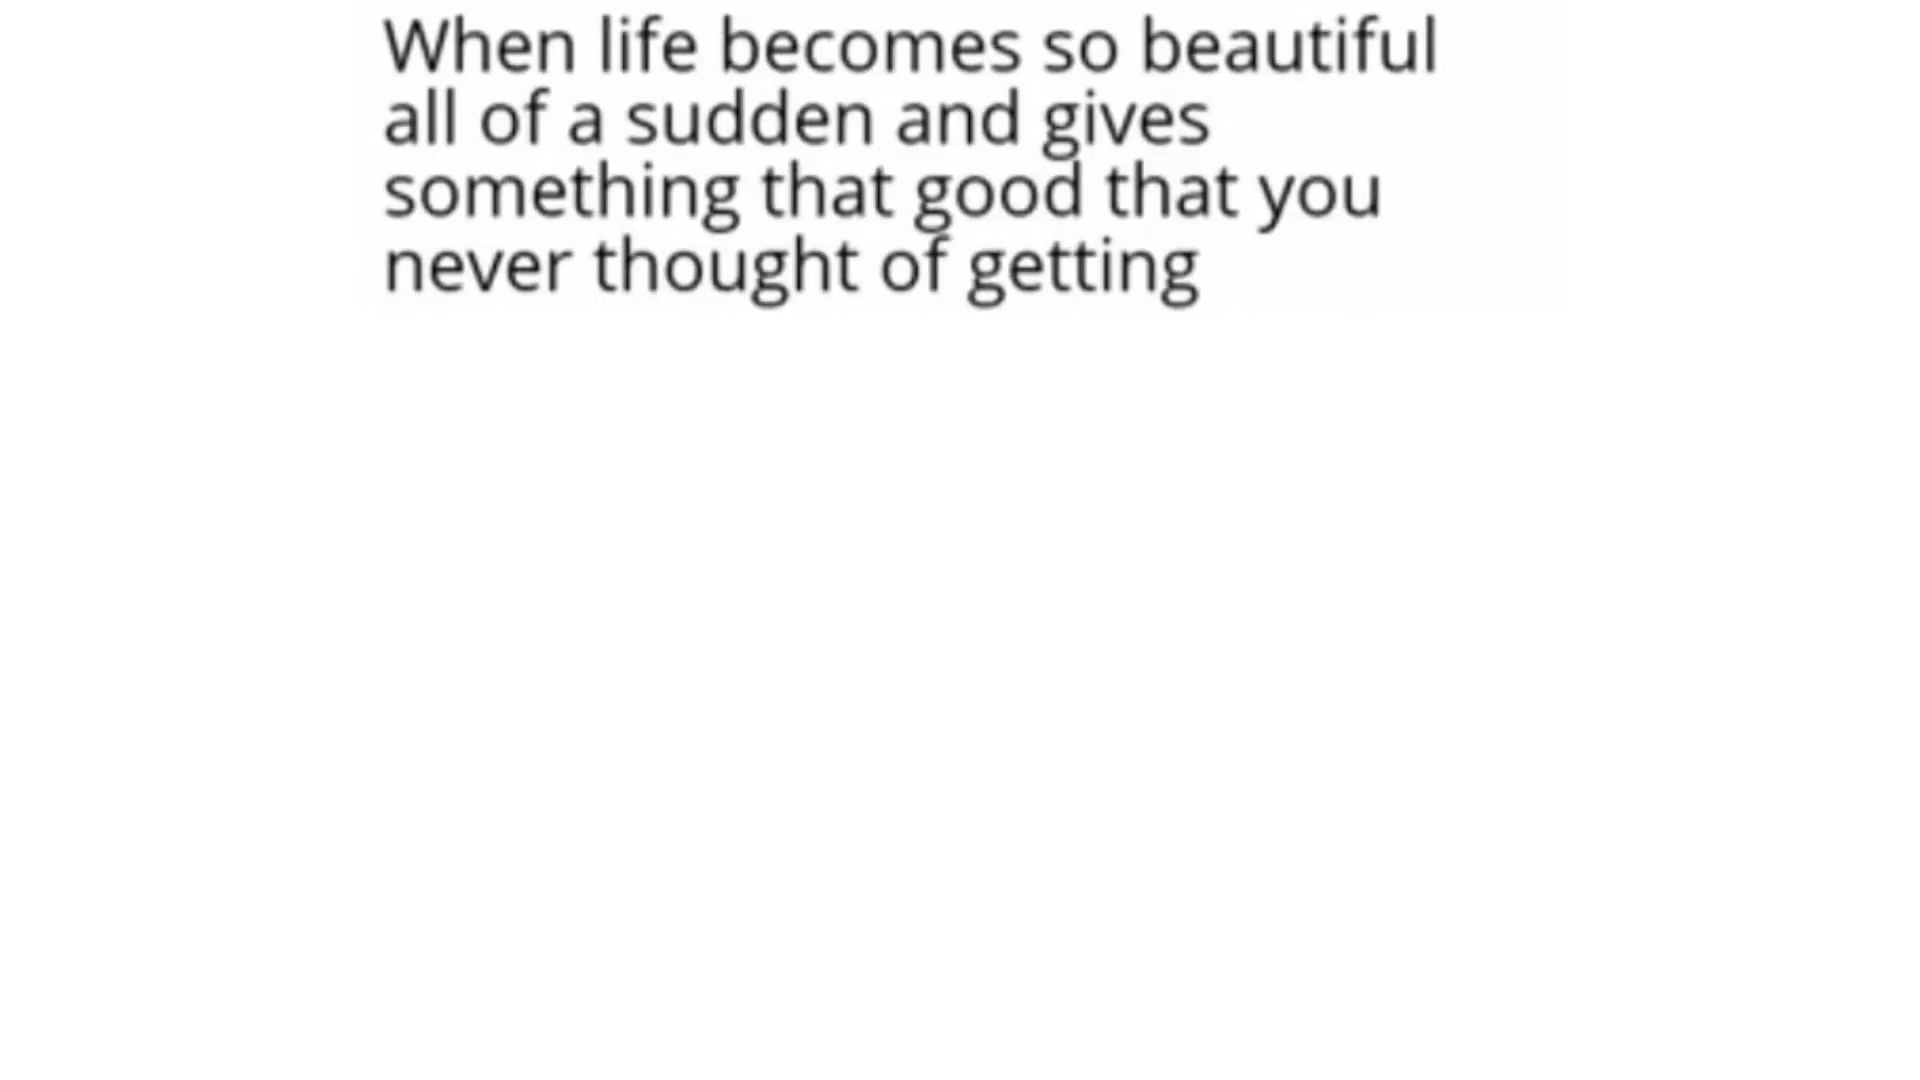 When life becomes so beautiful
all of a sudden and gives
something that good that you
never thought of getting